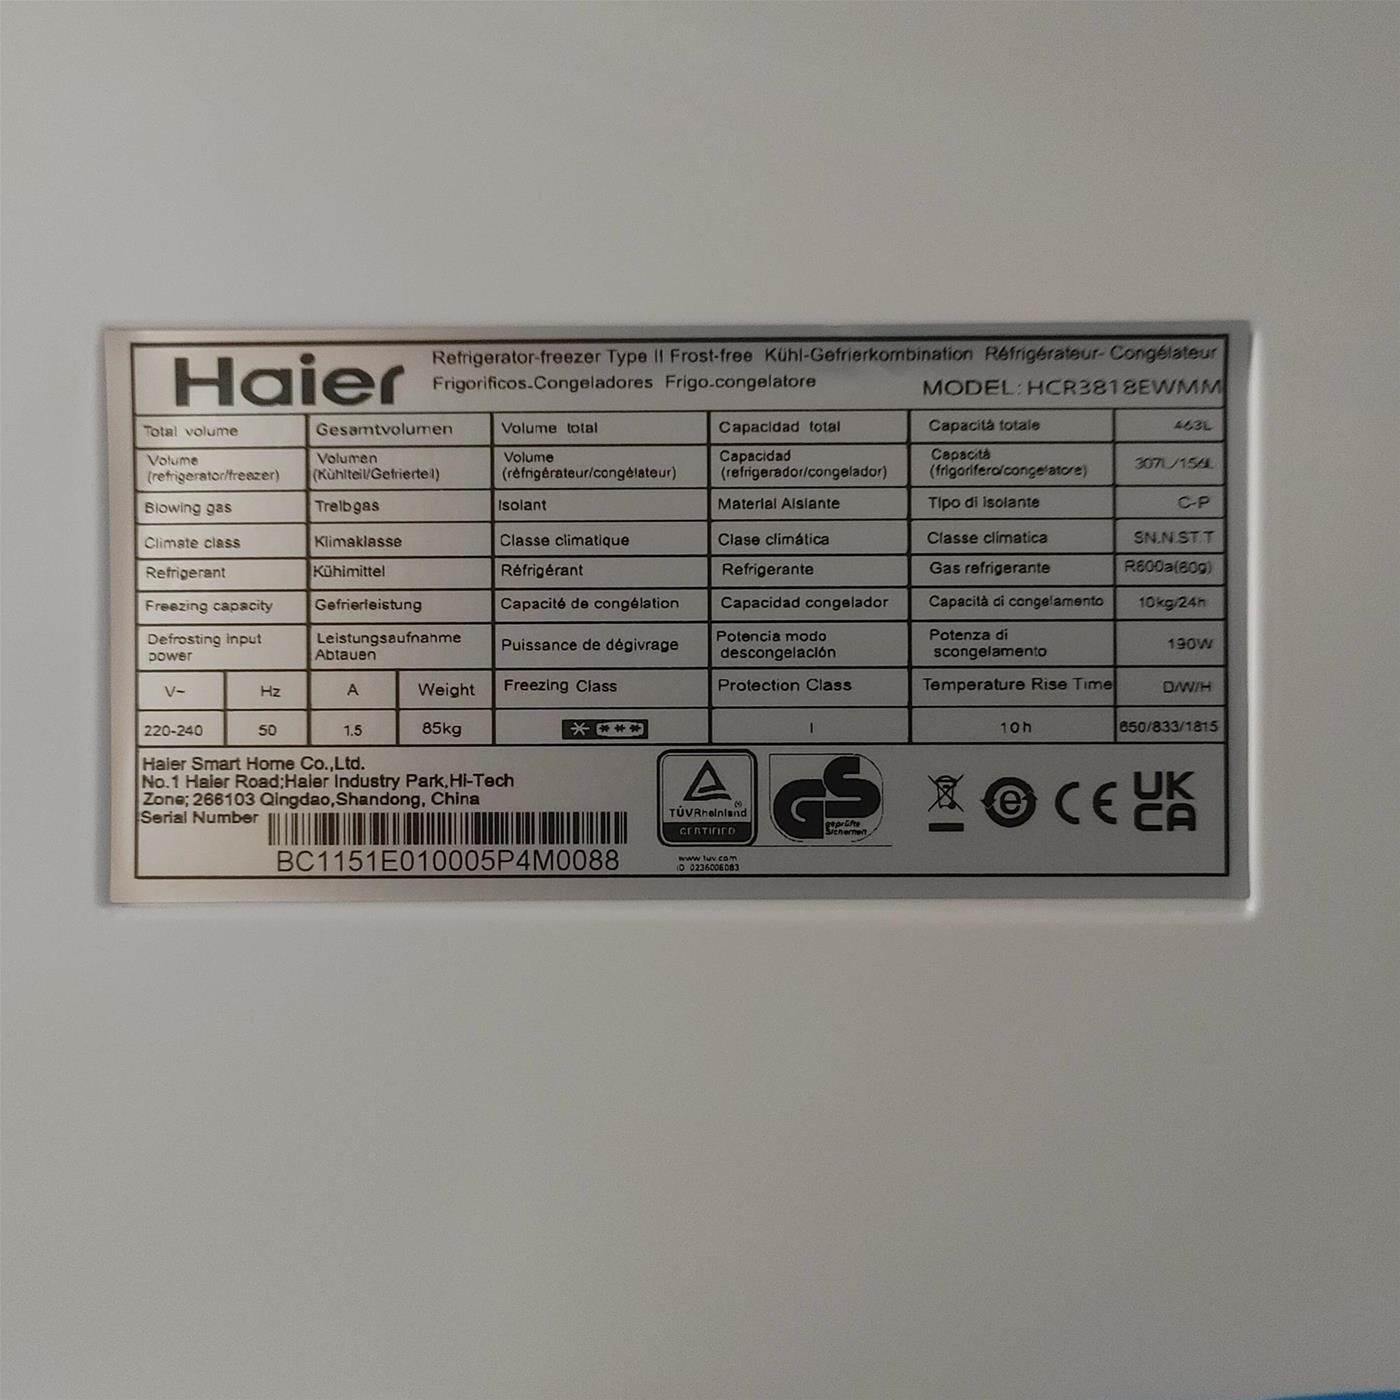 Haier
Refrigerator-freezer Type II Frost-free Kühl-Gefrierkombination Réfrigérateur- Congélateur
Frigorificos-Congeladores Frigo-congelatore
MODEL: HCR3818EWMM
Total volume Gesamtvolumen Volume total Capacidad total Capacità totale 463L
Volume Volumen Volume Capacidad Capacità
(refrigerator/freezer) (Kühlteil/Gefrierteil) (réfrigérateur/congélateur) (refrigerador/congelador) (frigorifero/congelatore) 307L/156L
Blowing gas Treibgas Isolant Material Aislante Tipo di isolante C-P
Climate class Klimaklasse Classe climatique Clase climática Classe climatica SN.N.ST.T
Refrigerant Kühlmittel Réfrigérant Refrigerante Gas refrigerante R600a(60g)
Freezing capacity Gefrierleistung Capacité de congélation Capacidad congelador Capacità di congelamento 10kg/24h
Defrosting input Leistungsaufnahme Puissance de dégivrage Potencia modo Potenza di 190W
power Abtauen descongelación scongelamento
V~ Hz A Weight Freezing Class Protection Class Temperature Rise Time D/W/H
220-240 50 1.5 85kg I 10h 650/833/1815
Haier Smart Home Co.,Ltd.
No.1 Haier Road;Haier Industry Park,Hi-Tech
Zone; 266103 Qingdao,Shandong, China
Serial Number
BC1151E010005P4M0088
TÜVRheinland
CERTIFIED
www.tuv.com
ID 0236006083
GS
geprüfte
Sicherheit
e
CE
UK
CA